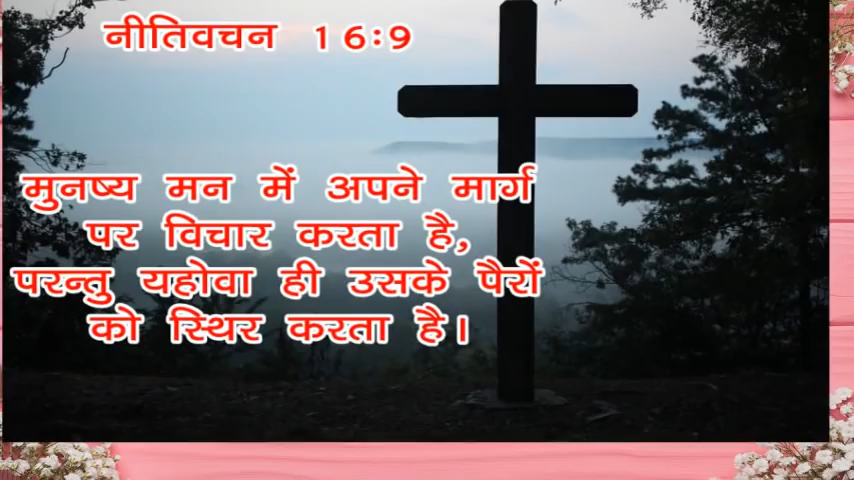 नीतिवचन 16:9
मुनष्य मन में अपने मार्ग
पर विचार करता है,
परन्तु यहोवा ही उसके पैरों
को स्थिर करता है।